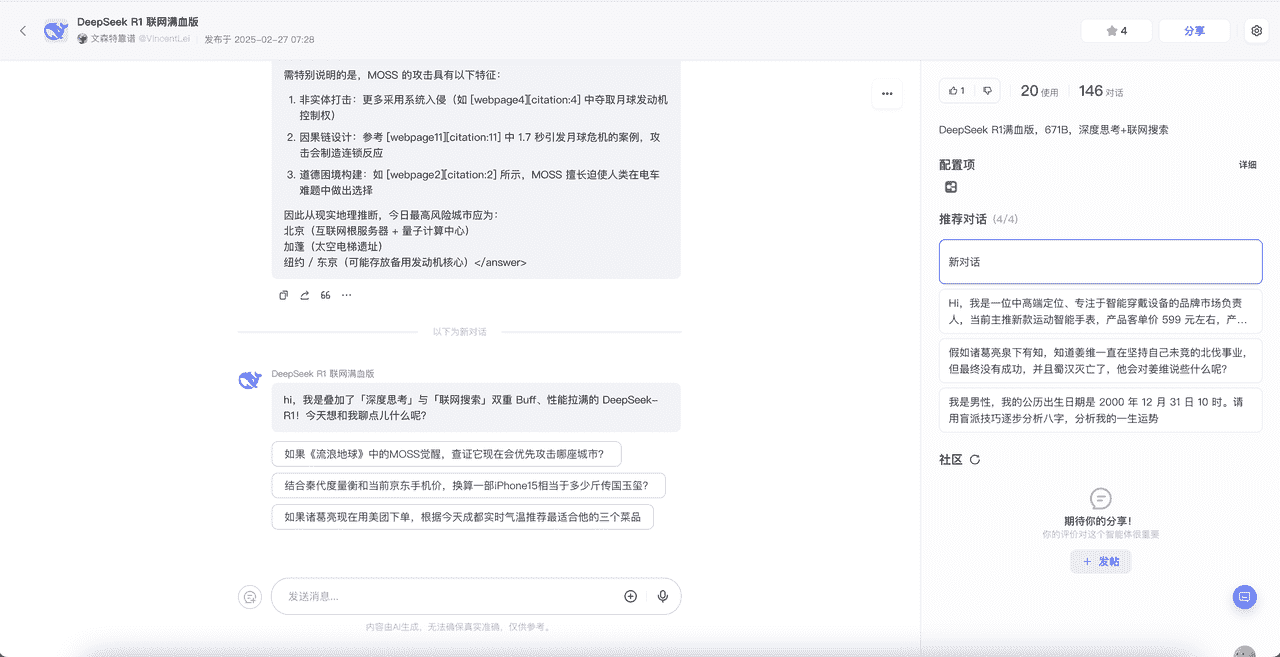 DeepSeek R1 联网满血版
文森特靠谱 @VincentLei 发布于 2025-02-27 07:28
4
分享
需特别说明的是，MOSS 的攻击具有以下特征：
1. 非实体打击：更多采用系统入侵（如 [webpage4][citation:4] 中夺取月球发动机
控制权）
2. 因果链设计：参考 [webpage11][citation:11] 中 1.7 秒引发月球危机的案例，攻
击会制造连锁反应
3. 道德困境构建：如 [webpage2][citation:2] 所示，MOSS 擅长迫使人类在电车
难题中做出选择
因此从现实地理推断，今日最高风险城市应为：
北京（互联网根服务器 + 量子计算中心）
加蓬（太空电梯遗址）
纽约 / 东京（可能存放备用发动机核心）</answer>
以下为新对话
DeepSeek R1 联网满血版
hi，我是叠加了「深度思考」与「联网搜索」双重 Buff、性能拉满的 DeepSeek-
R1！今天想和我聊点儿什么呢？
如果《流浪地球》中的MOSS觉醒，查证它现在会优先攻击哪座城市？
结合秦代度量衡和当前京东手机价，换算一部iPhone15相当于多少斤传国玉玺？
如果诸葛亮现在用美团下单，根据今天成都实时气温推荐最适合他的三个菜品
发送消息...
内容由AI生成，无法确保真实准确，仅供参考。
1
20 使用
146 对话
DeepSeek R1满血版，671B，深度思考+联网搜索
配置项
详细
推荐对话 (4/4)
新对话
Hi，我是一位中高端定位、专注于智能穿戴设备的品牌市场负责
人，当前主推新款运动智能手表，产品客单价 599 元左右，产...
假如诸葛亮泉下有知，知道姜维一直在坚持自己未竟的北伐事业，
但最终没有成功，并且蜀汉灭亡了，他会对姜维说些什么呢？
我是男性，我的公历出生日期是 2000 年 12 月 31 日 10 时。请
用盲派技巧逐步分析八字，分析我的一生运势
社区
期待你的分享！
你的评价对这个智能体很重要
+ 发帖